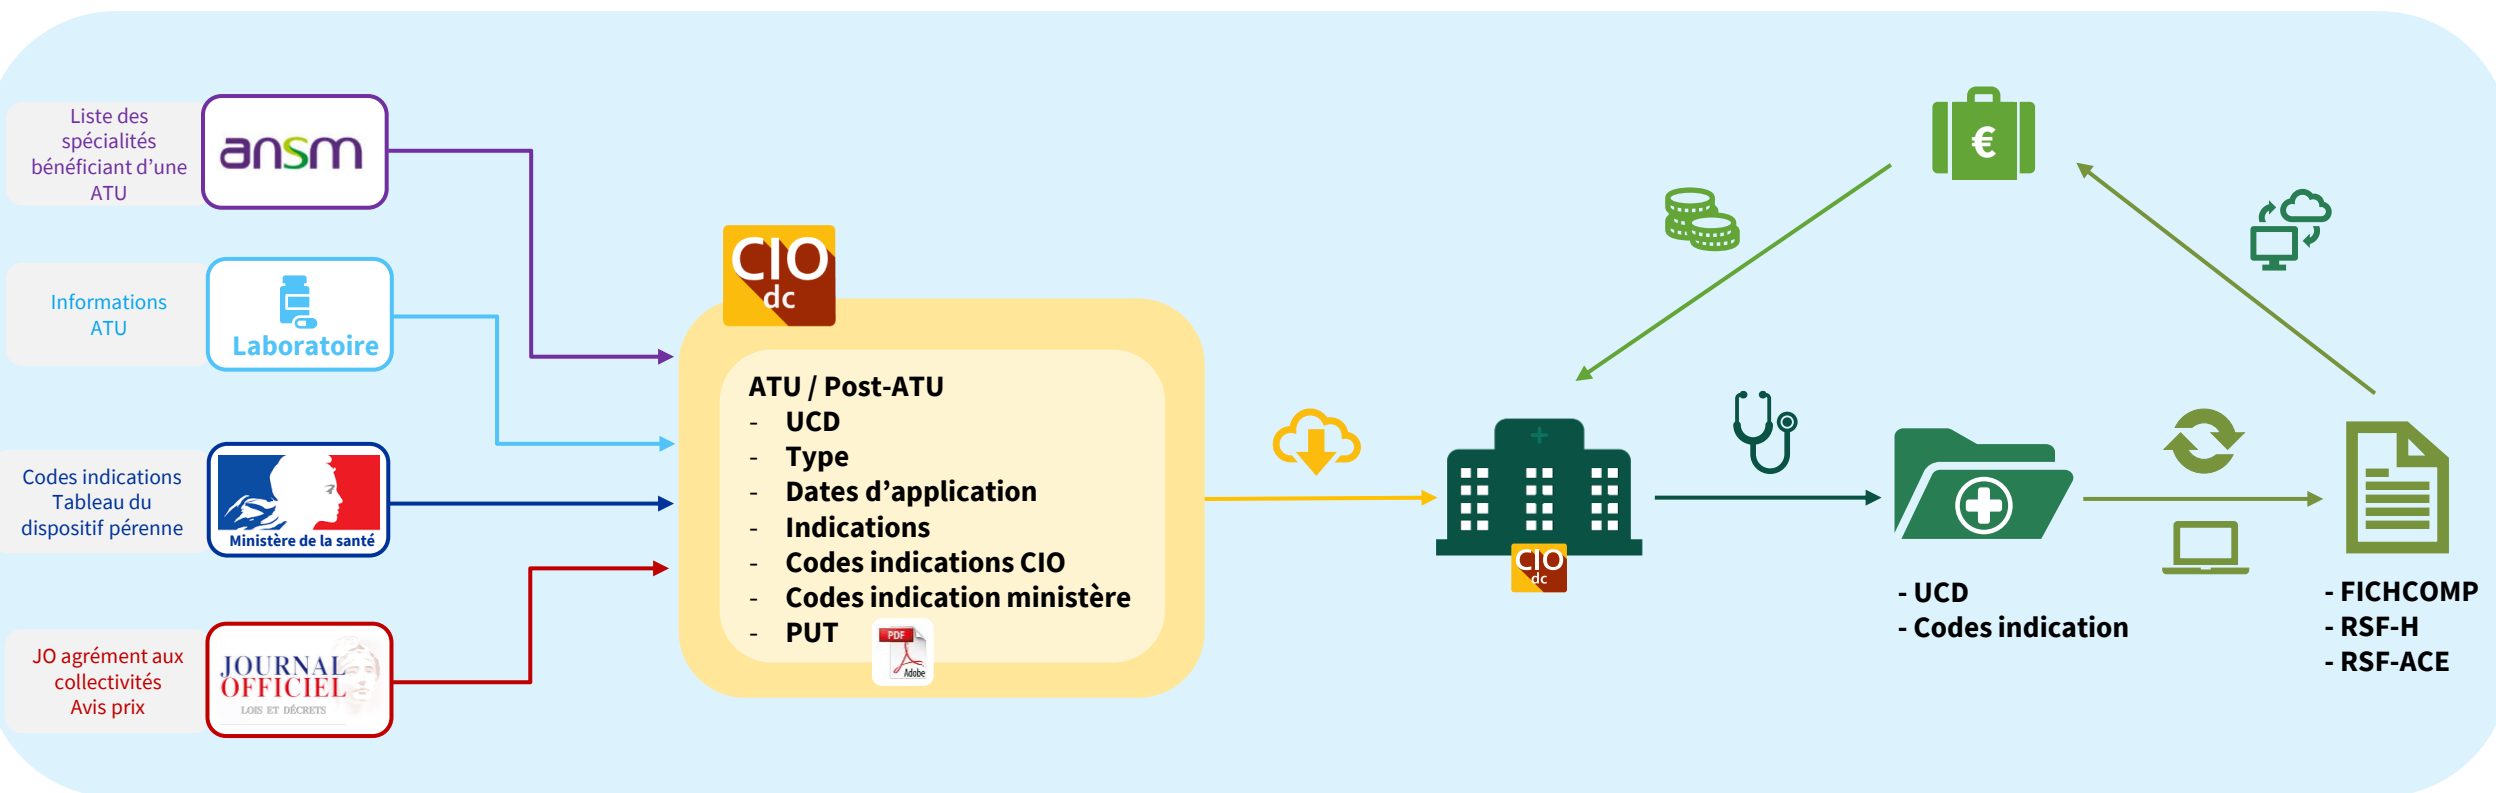 Liste des
spécialités
bénéficiant d'une
ATU
ansm
Informations
ATU
Laboratoire
Codes indications
Tableau du
dispositif pérenne
Ministère de la santé
JO agrément aux
collectivités
Avis prix
JOURNAL
OFFICIEL
LOIS ET DÉCRETS
CIO
dc
ATU / Post-ATU
- UCD
- Type
- Dates d'application
- Indications
- Codes indications CIO
- Codes indication ministère
- PUT
PDF
Adobe
CIO
dc
€
- UCD
- Codes indication
- FICHCOMP
- RSF-H
- RSF-ACE